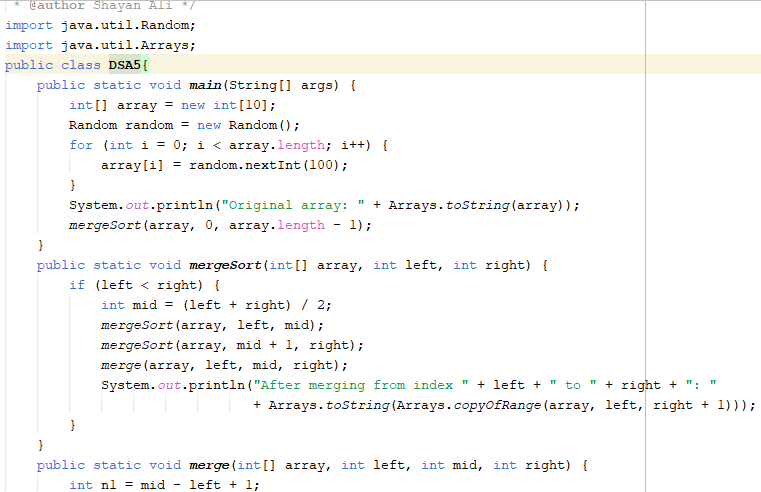 * @author Shayan Ali */
import java.util.Random;
import java.util.Arrays;
public class DSA5{
    public static void main(String[] args) {
        int[] array = new int[10];
        Random random = new Random();
        for (int i = 0; i < array.length; i++) {
            array[i] = random.nextInt(100);
        }
        System.out.println("Original array: " + Arrays.toString(array));
        mergeSort(array, 0, array.length - 1);
    }
    public static void mergeSort(int[] array, int left, int right) {
        if (left < right) {
            int mid = (left + right) / 2;
            mergeSort(array, left, mid);
            mergeSort(array, mid + 1, right);
            merge(array, left, mid, right);
            System.out.println("After merging from index " + left + " to " + right + ": "
                               + Arrays.toString(Arrays.copyOfRange(array, left, right + 1)));
        }
    }
    public static void merge(int[] array, int left, int mid, int right) {
        int n1 = mid - left + 1;